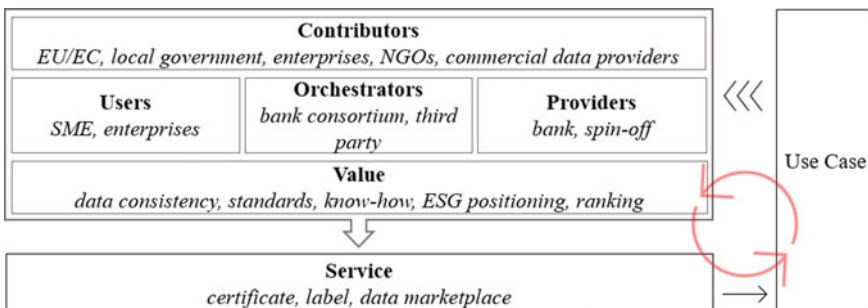 Contributors
EU/EC, local government, enterprises, NGOs, commercial data providers
Users
SME, enterprises
Orchestrators
bank consortium, third
party
Providers
bank, spin-off
Value
data consistency, standards, know-how, ESG positioning, ranking
Use Case
Service
certificate, label, data marketplace